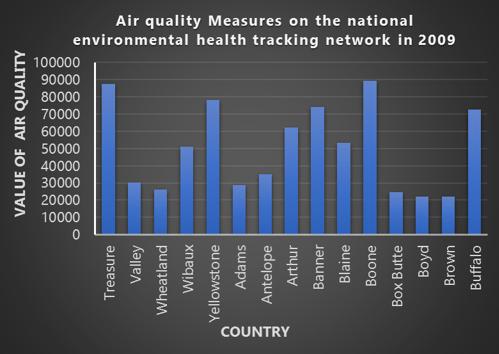 Air quality Measures on the national
environmental health tracking network in 2009
VALUE OF AIR QUALITY
100000
90000
80000
70000
60000
50000
40000
30000
20000
10000
0
Treasure
Valley
Wheatland
Wibaux
Yellowstone
Adams
Antelope
Arthur
Banner
Blaine
Boone
Box Butte
Boyd
Brown
Buffalo
COUNTRY